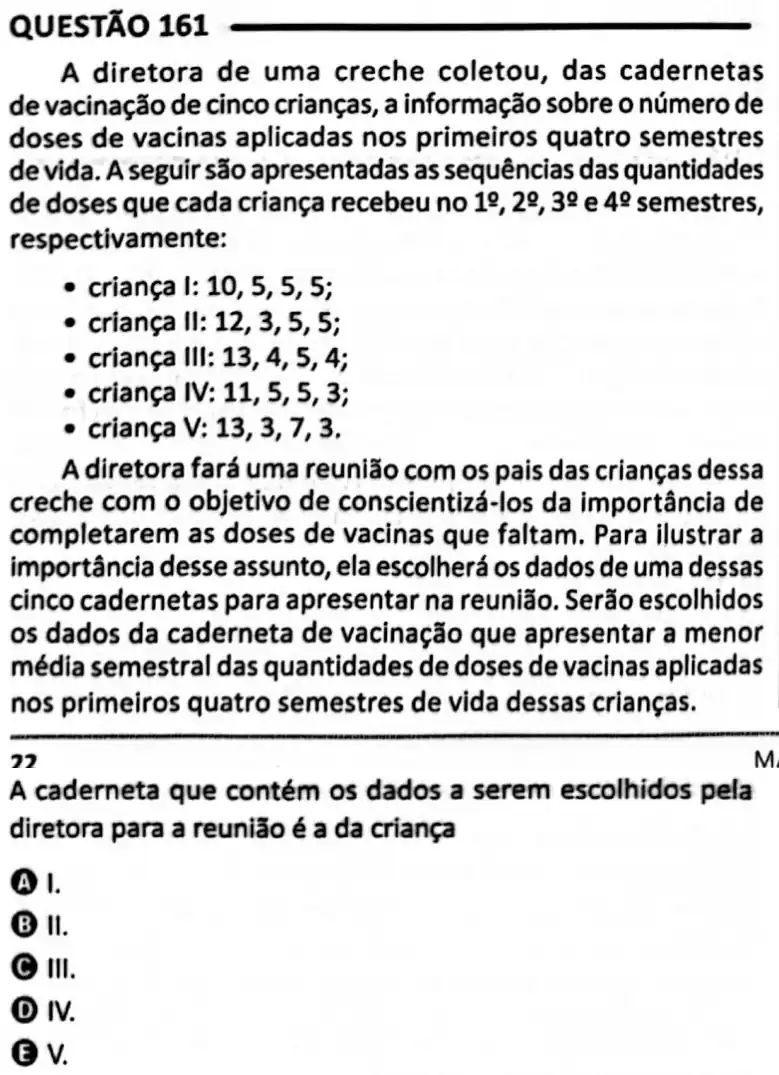 QUESTÃO 161
A diretora de uma creche coletou, das cadernetas
de vacinação de cinco crianças, a informação sobre o número de
doses de vacinas aplicadas nos primeiros quatro semestres
de vida. A seguir são apresentadas as sequências das quantidades
de doses que cada criança recebeu no 1º, 2º, 3º e 4º semestres,
respectivamente:
• criança I: 10, 5, 5, 5;
• criança II: 12, 3, 5, 5;
• criança III: 13, 4, 5, 4;
• criança IV: 11, 5, 5, 3;
• criança V: 13, 3, 7, 3.
A diretora fará uma reunião com os pais das crianças dessa
creche com o objetivo de conscientizá-los da importância de
completarem as doses de vacinas que faltam. Para ilustrar a
importância desse assunto, ela escolherá os dados de uma dessas
cinco cadernetas para apresentar na reunião. Serão escolhidos
os dados da caderneta de vacinação que apresentar a menor
média semestral das quantidades de doses de vacinas aplicadas
nos primeiros quatro semestres de vida dessas crianças.
A caderneta que contém os dados a serem escolhidos pela
diretora para a reunião é a da criança
A I.
B II.
C III.
D IV.
E V.